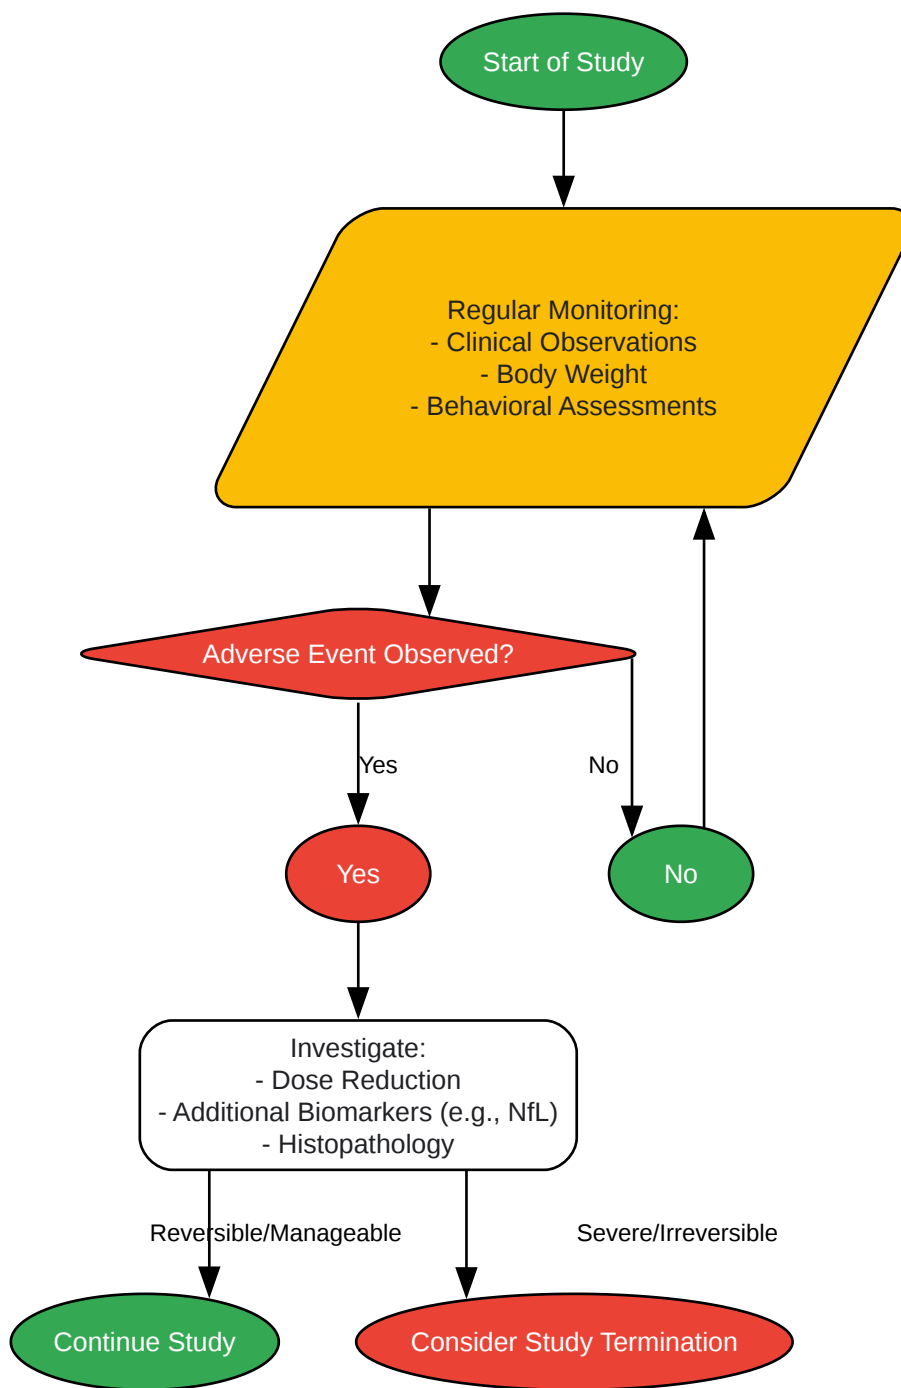 Start of Study
Regular Monitoring:
- Clinical Observations
- Body Weight
- Behavioral Assessments
Adverse Event Observed?
Yes
No
Yes
No
Investigate:
- Dose Reduction
- Additional Biomarkers (e.g., NfL)
- Histopathology
Reversible/Manageable
Severe/Irreversible
Continue Study
Consider Study Termination